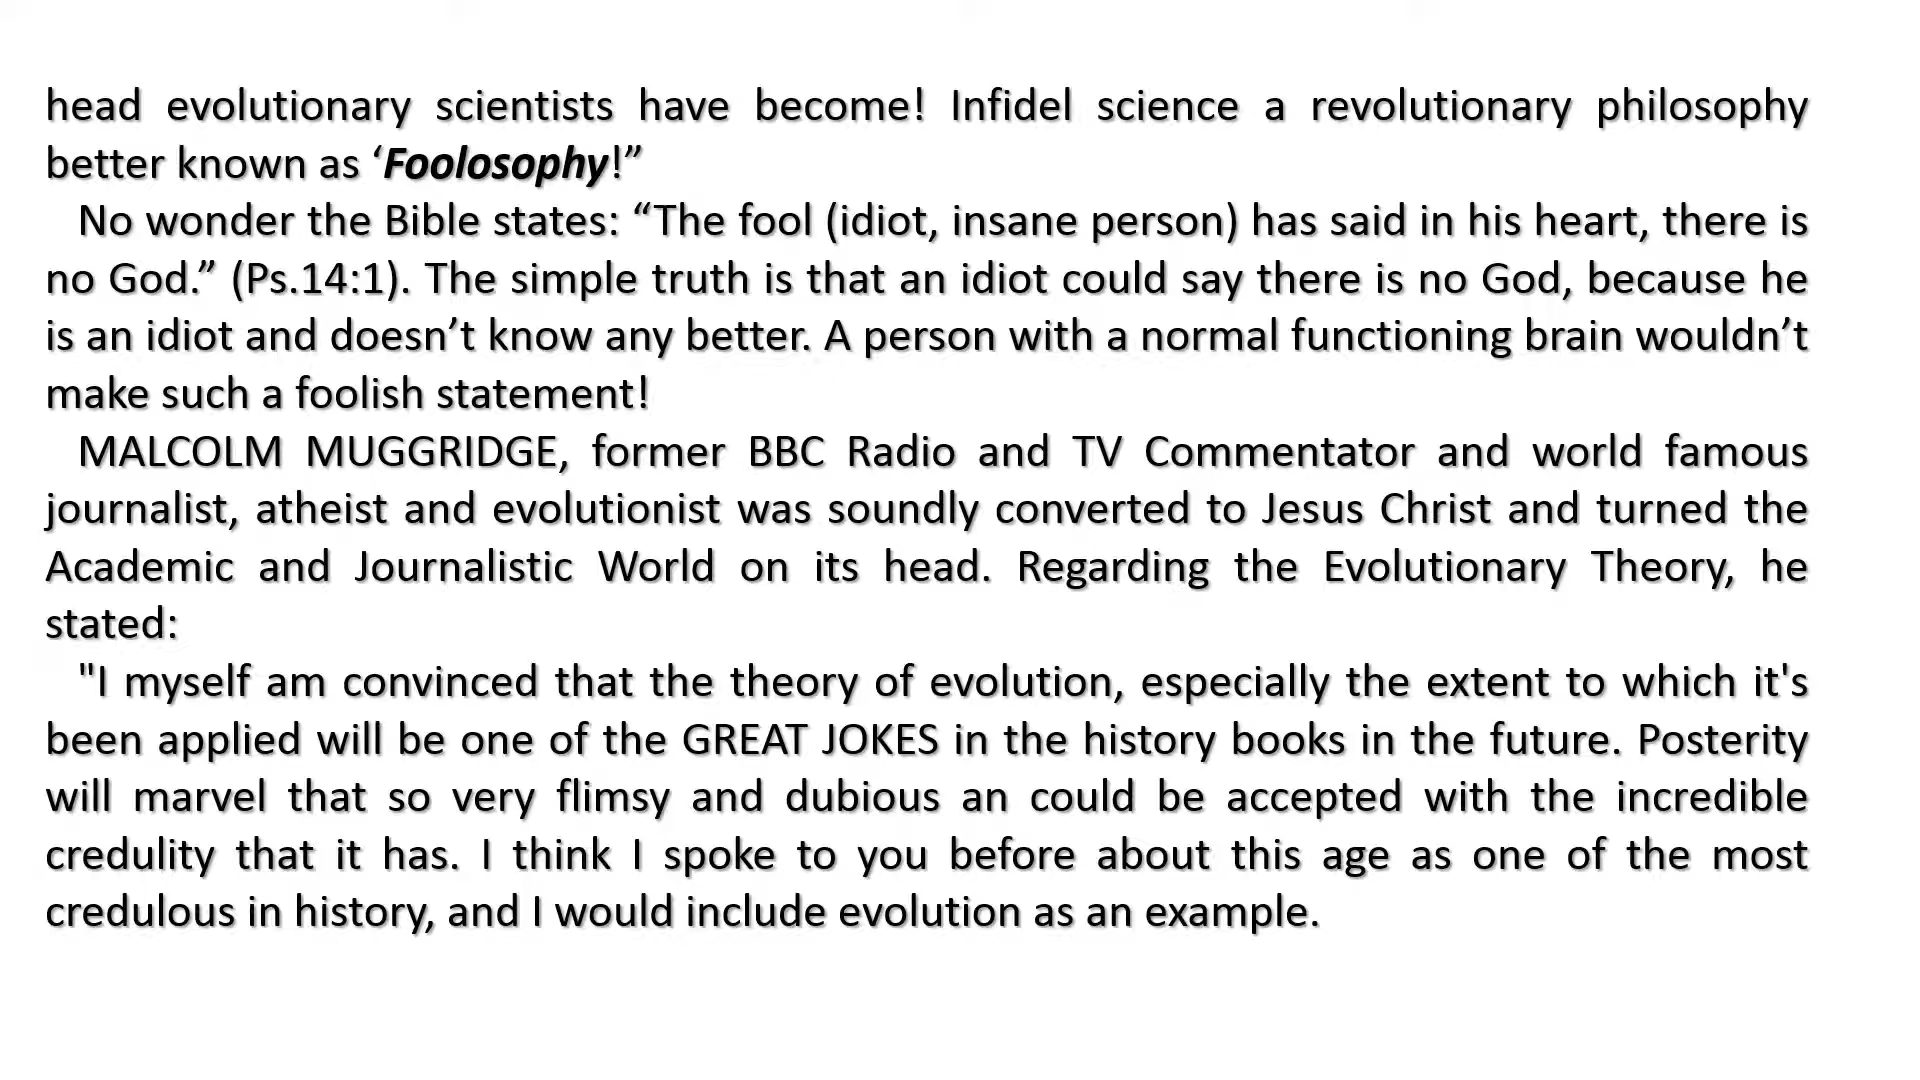 head evolutionary scientists have become! Infidel science a revolutionary philosophy
better known as ‘Foolosophy!”
No wonder the Bible states: “The fool (idiot, insane person) has said in his heart, there is
no God.” (Ps.14:1). The simple truth is that an idiot could say there is no God, because he
is an idiot and doesn’t know any better. A person with a normal functioning brain wouldn’t
make such a foolish statement!
MALCOLM MUGGRIDGE, former BBC Radio and TV Commentator and world famous
journalist, atheist and evolutionist was soundly converted to Jesus Christ and turned the
Academic and Journalistic World on its head. Regarding the Evolutionary Theory, he
stated:
"I myself am convinced that the theory of evolution, especially the extent to which it's
been applied will be one of the GREAT JOKES in the history books in the future. Posterity
will marvel that so very flimsy and dubious an could be accepted with the incredible
credulity that it has. I think I spoke to you before about this age as one of the most
credulous in history, and I would include evolution as an example.